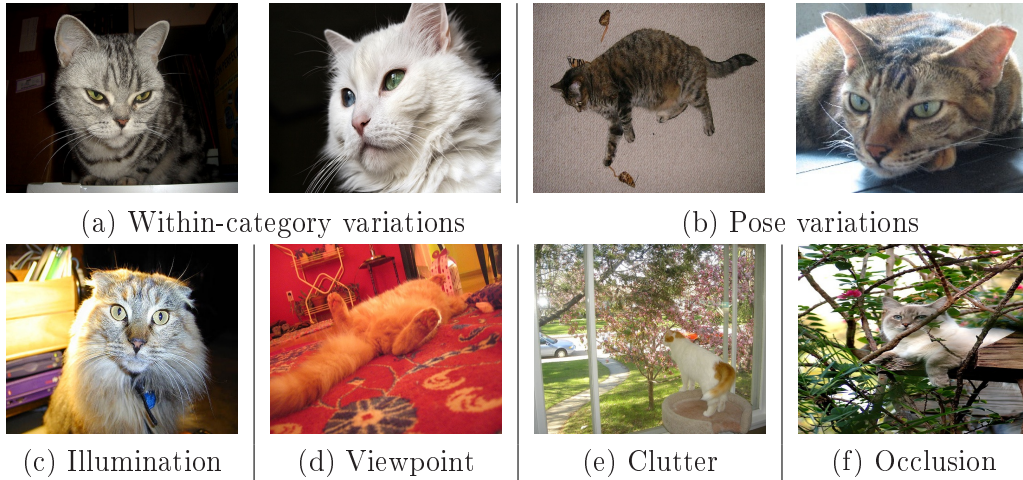 (a) Within-category variations
(b) Pose variations
(c) Illumination
(d) Viewpoint
(e) Clutter
(f) Occlusion